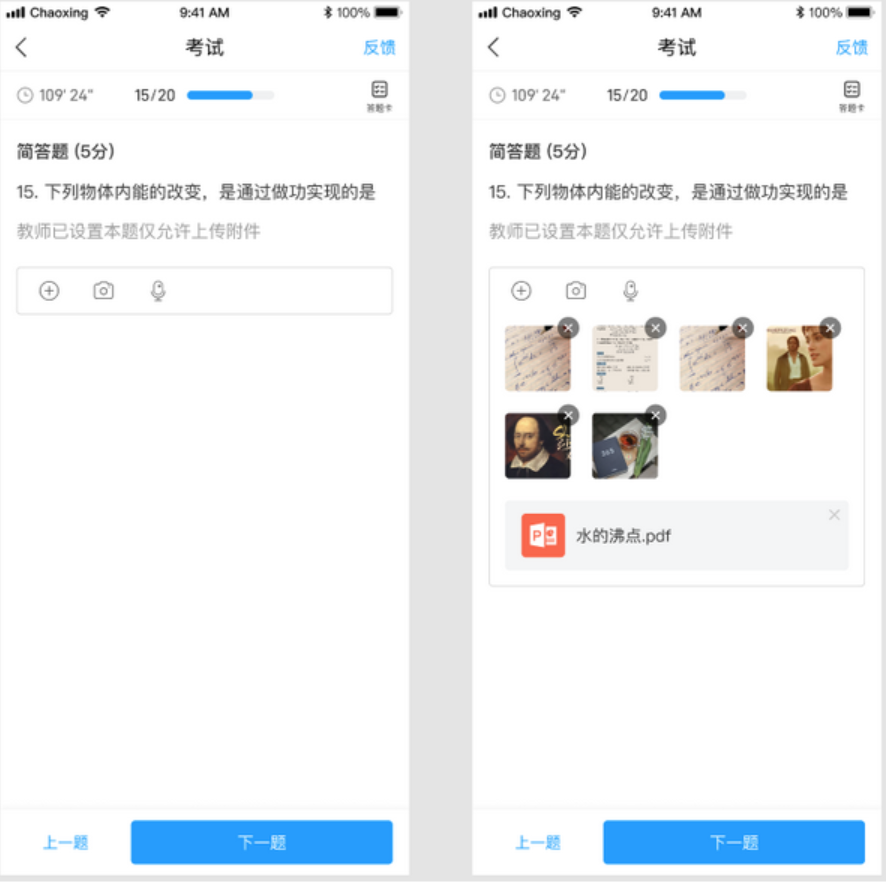 Chaoxing 9:41 AM 100%
考试 反馈
109' 24" 15/20 答题卡
简答题 (5分)
15. 下列物体内能的改变，是通过做功实现的是
教师已设置本题仅允许上传附件
上一题 下一题
Chaoxing 9:41 AM 100%
考试 反馈
109' 24" 15/20 答题卡
简答题 (5分)
15. 下列物体内能的改变，是通过做功实现的是
教师已设置本题仅允许上传附件
365
P
水的沸点.pdf
上一题 下一题